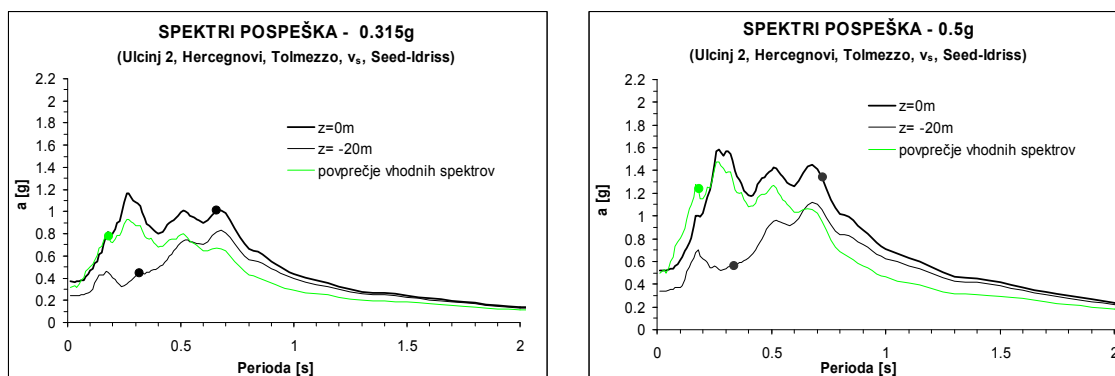 SPEKTRI POSPEŠKA - 0.315g
(Ulcinj 2, Hercegnovi, Tolmezzo, vₛ, Seed-Idriss)
2.2
2
1.8
1.6
1.4
1.2
1
0.8
0.6
0.4
0.2
0
a [g]
z=0m
z= -20m
povprečje vhodnih spektrov
0
0.5
1
1.5
2
Perioda [s]
SPEKTRI POSPEŠKA - 0.5g
(Ulcinj 2, Hercegnovi, Tolmezzo, vₛ, Seed-Idriss)
2.2
2
1.8
1.6
1.4
1.2
1
0.8
0.6
0.4
0.2
0
a [g]
z=0m
z= -20m
povprečje vhodnih spektrov
0
0.5
1
1.5
2
Perioda [s]